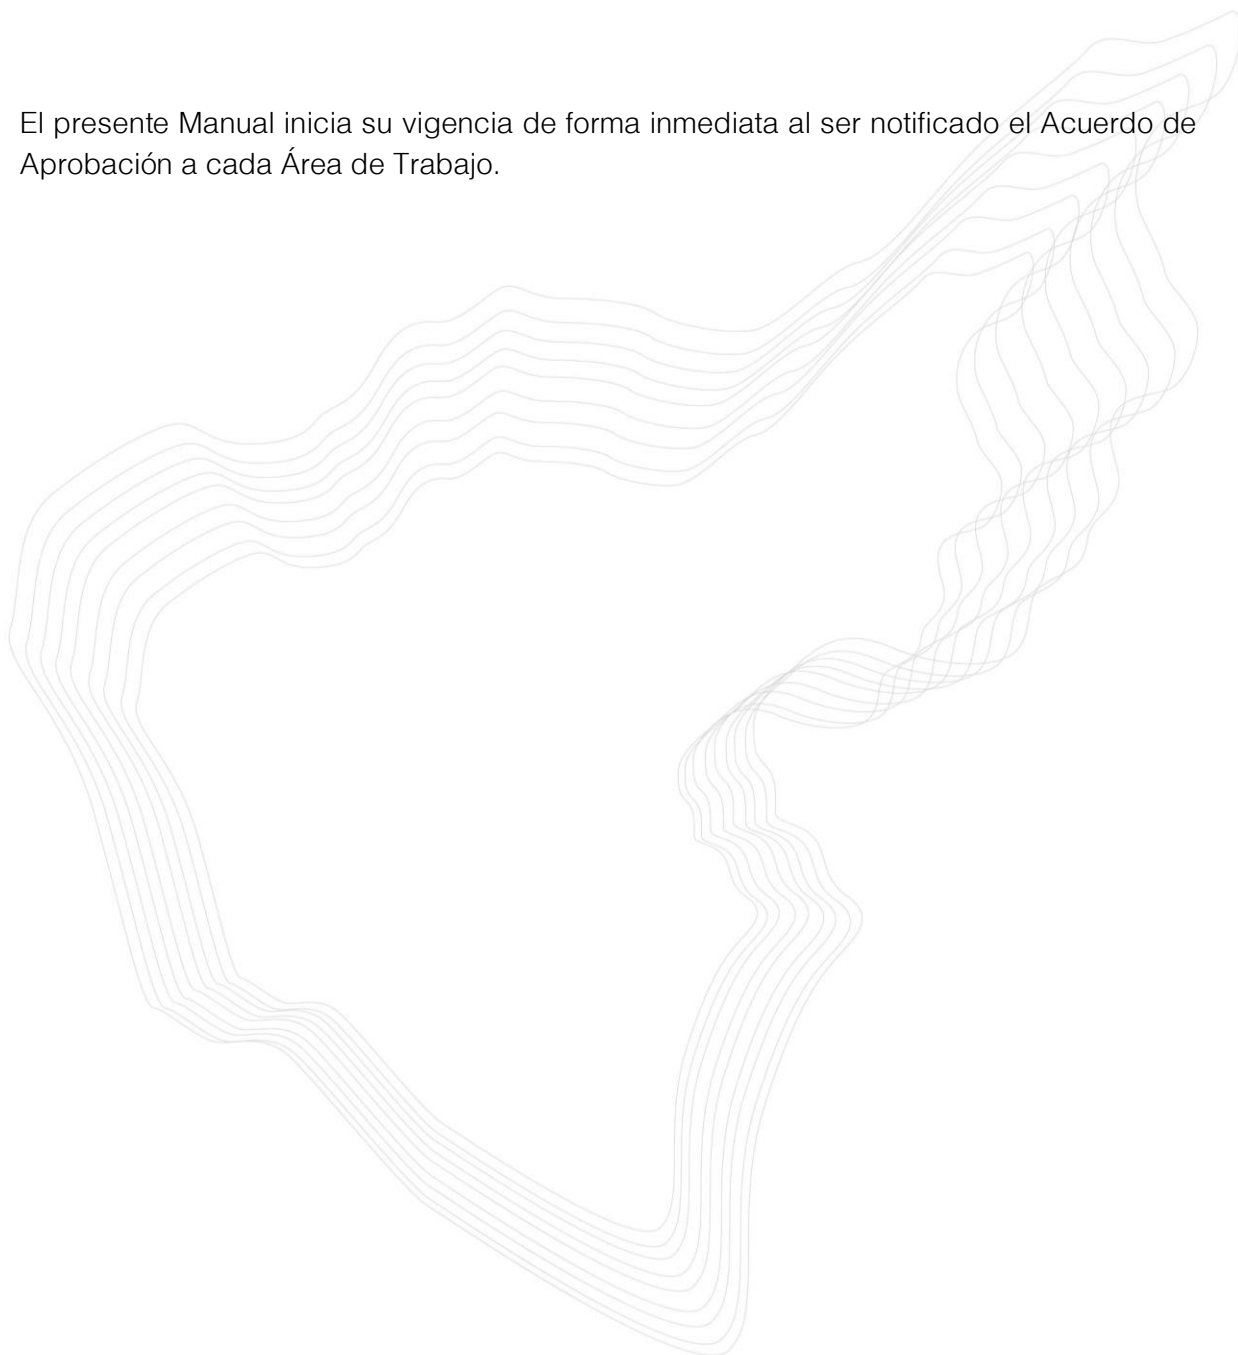 El presente Manual inicia su vigencia de forma inmediata al ser notificado el Acuerdo de
Aprobación a cada Área de Trabajo.